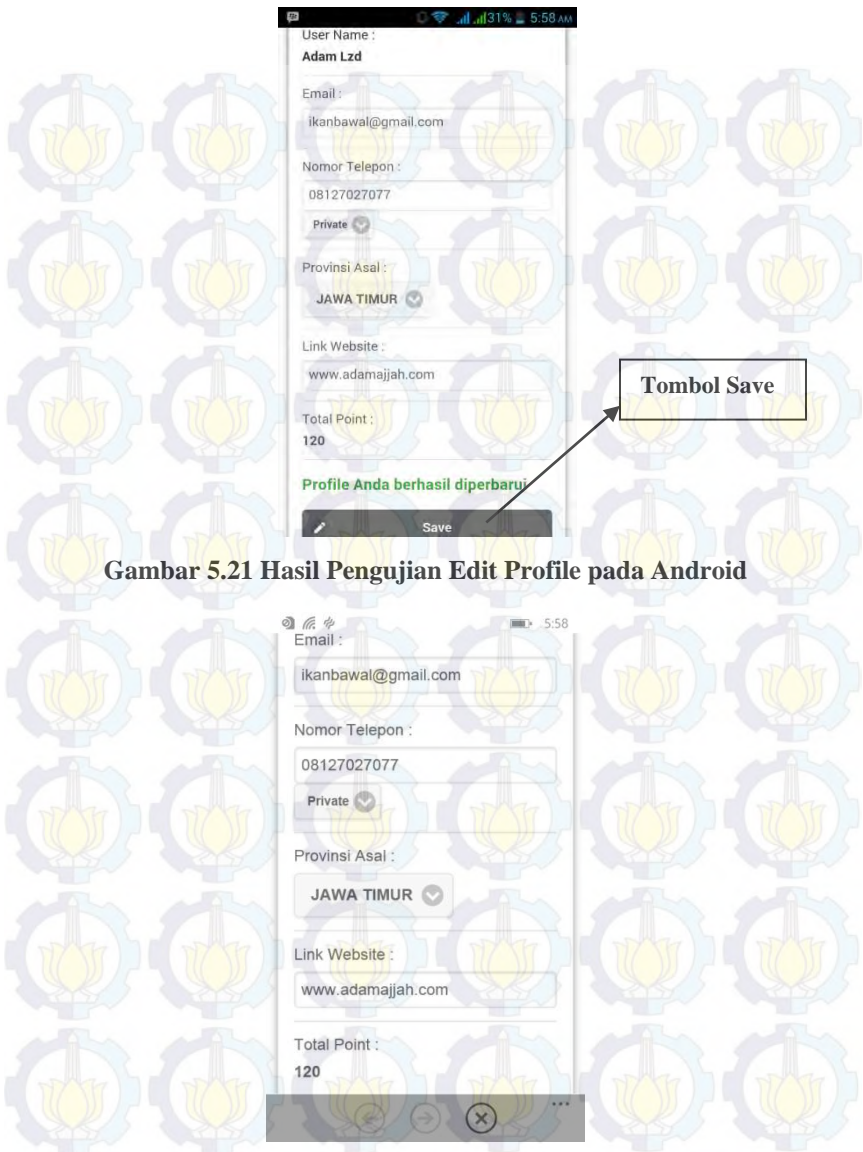 31% 5:58 AM
User Name :
Adam Lzd
Email :
ikanbawal@gmail.com
Nomor Telepon :
08127027077
Private
Provinsi Asal :
JAWA TIMUR
Link Website :
www.adamajjah.com
Tombol Save
Total Point :
120
Profile Anda berhasil diperbarui
Save
Gambar 5.21 Hasil Pengujian Edit Profile pada Android
5:58
Email :
ikanbawal@gmail.com
Nomor Telepon :
08127027077
Private
Provinsi Asal :
JAWA TIMUR
Link Website :
www.adamajjah.com
Total Point :
120